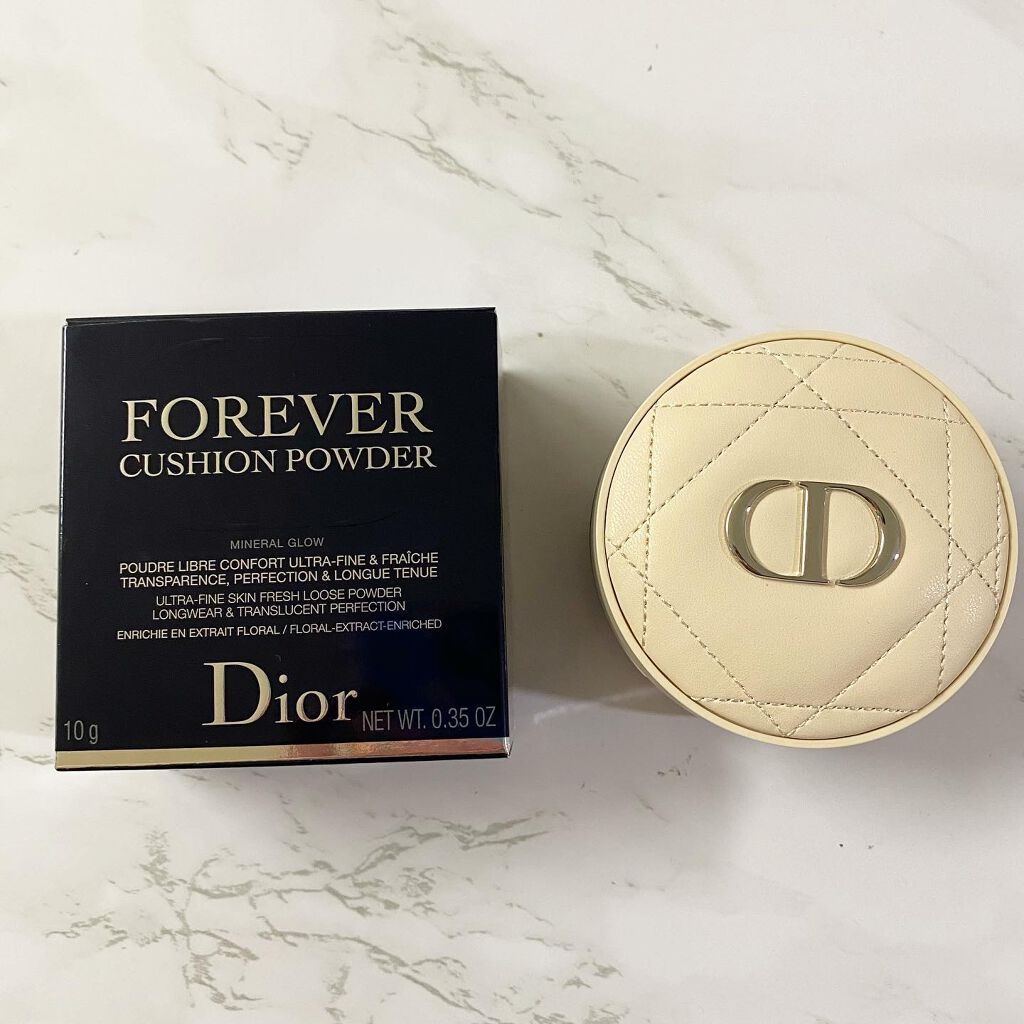 FOREVER
CUSHION POWDER
MINERAL GLOW
POUDRE LIBRE CONFORT ULTRA-FINE & FRAÎCHE
TRANSPARENCE, PERFECTION & LONGUE TENUE
ULTRA-FINE SKIN FRESH LOOSE POWDER
LONGWEAR & TRANSLUCENT PERFECTION
ENRICHIE EN EXTRAIT FLORAL / FLORAL-EXTRACT-ENRICHED
Dior
10 g
NET WT. 0.35 OZ
CD